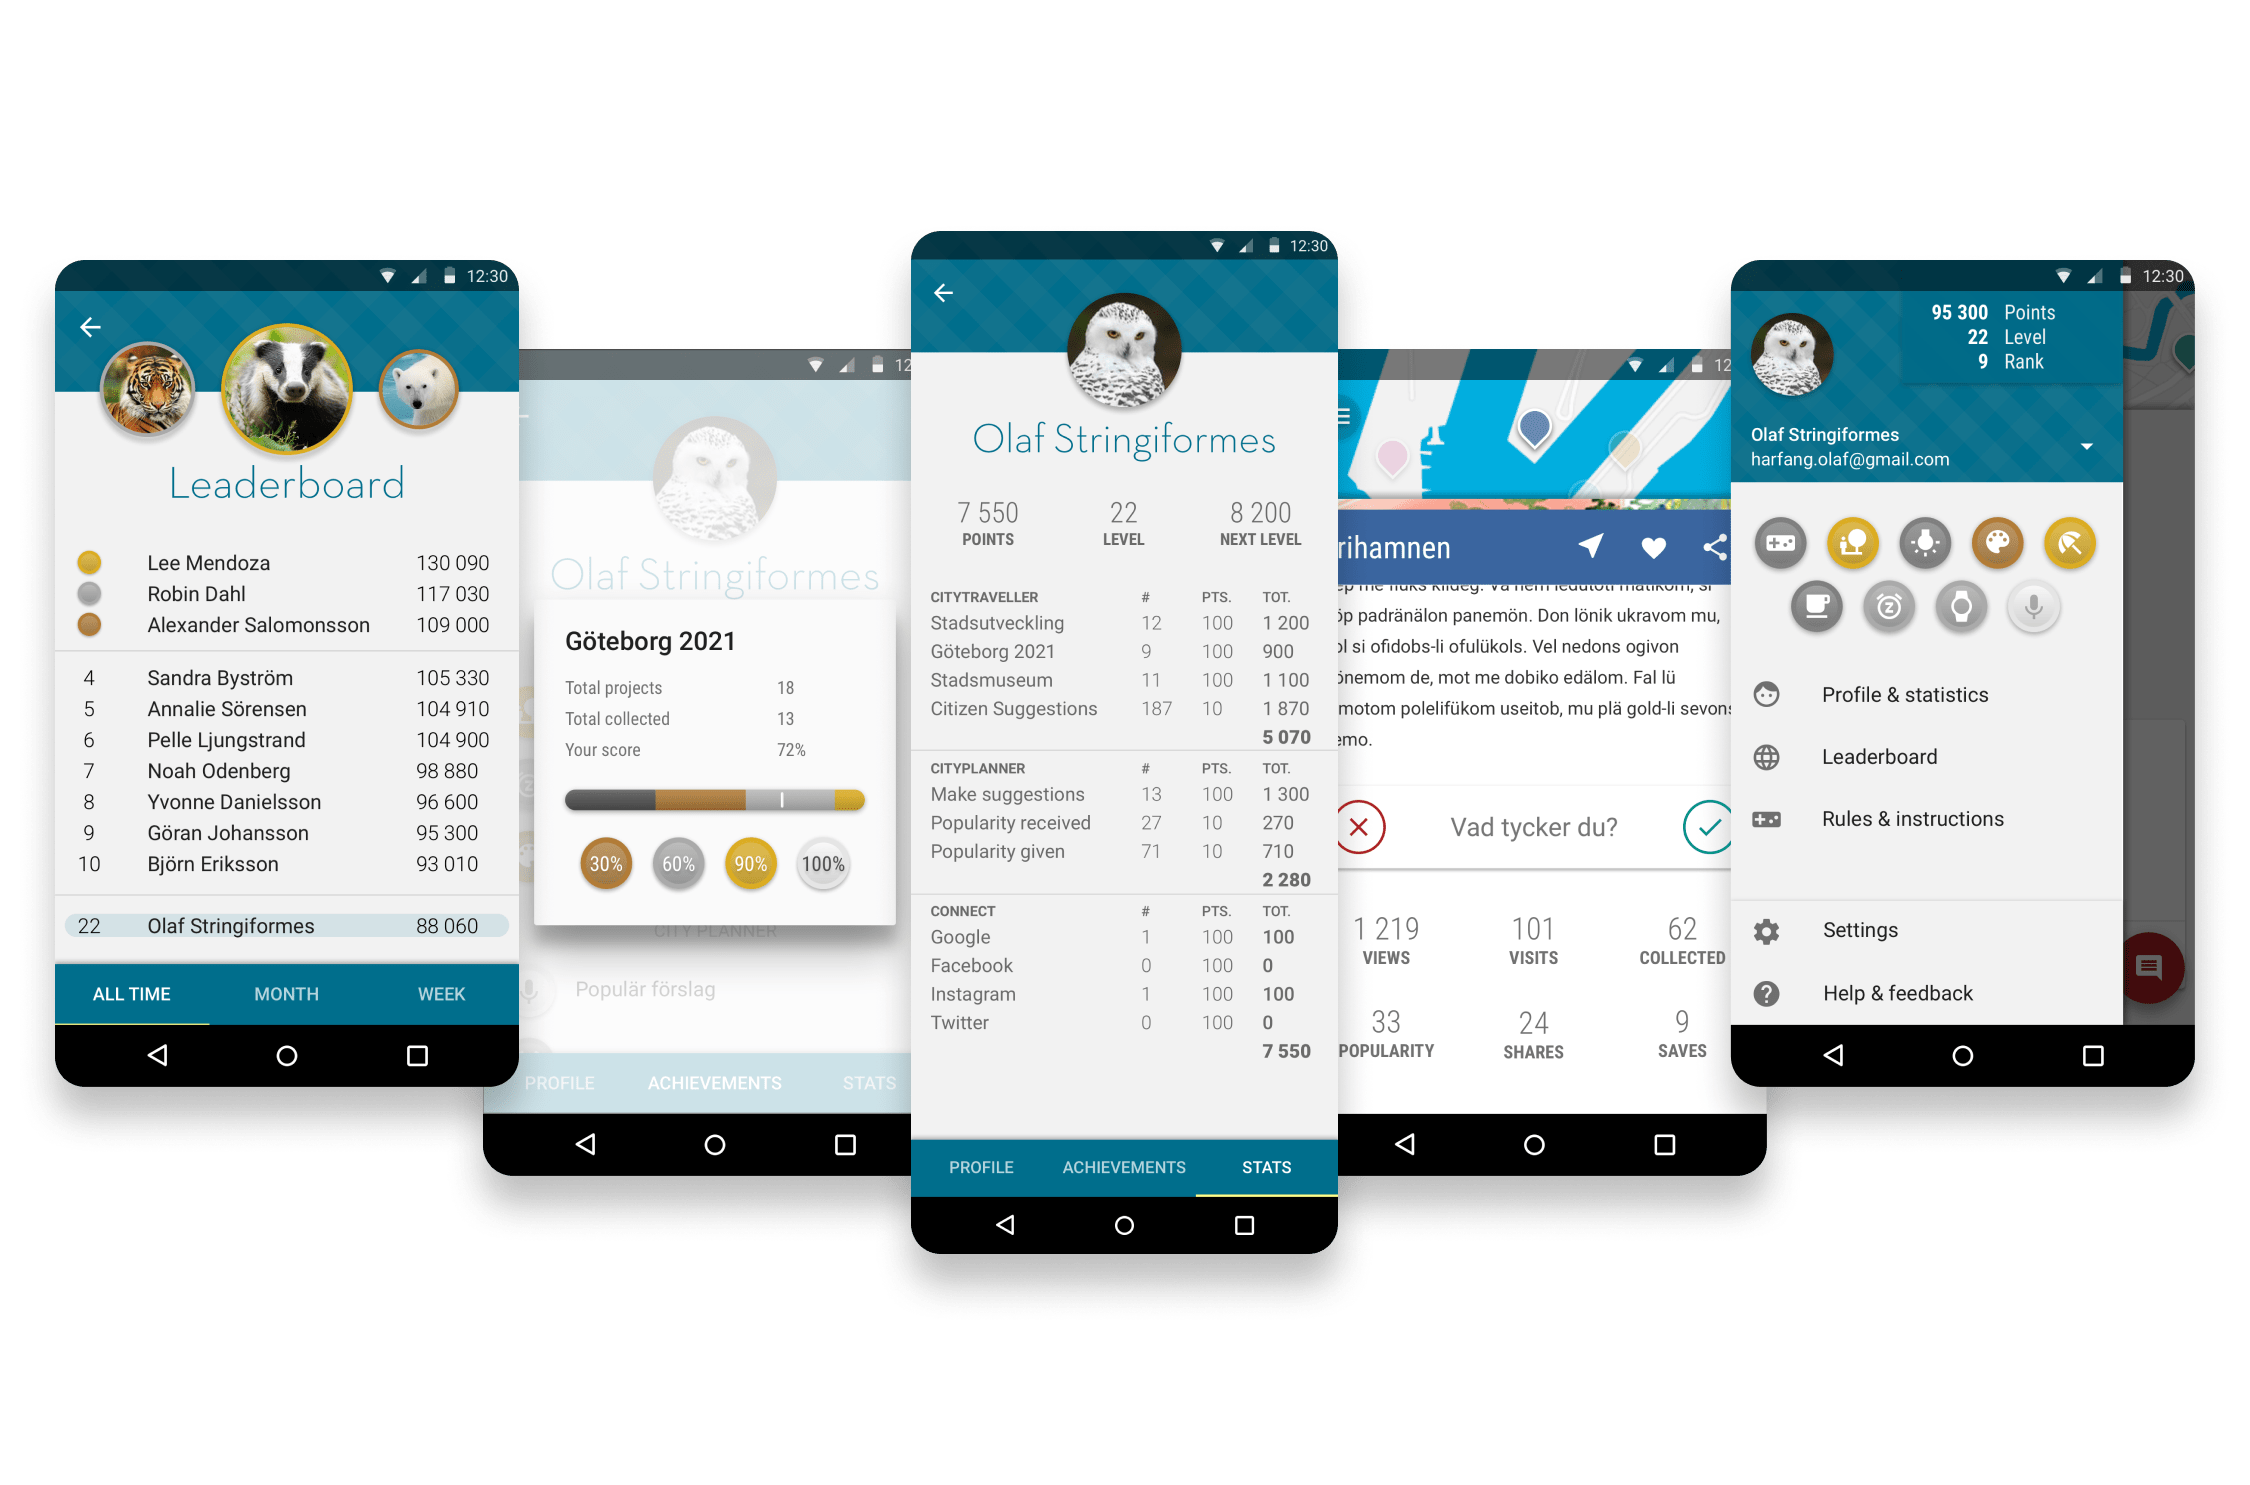 12:30
Leaderboard
Lee Mendoza 130 090
Robin Dahl 117 030
Alexander Salomonsson 109 000
4 Sandra Byström 105 330
5 Annalie Sörensen 104 910
6 Pelle Ljungstrand 104 900
7 Noah Odenberg 98 880
8 Yvonne Danielsson 96 600
9 Göran Johansson 95 300
10 Björn Eriksson 93 010
22 Olaf Stringiformes 88 060
ALL TIME MONTH WEEK
12
Olaf Stringiformes
Göteborg 2021
Total projects 18
Total collected 13
Your score 72%
30% 60% 90% 100%
CITY PLANNER
Populär förslag
PROFILE ACHIEVEMENTS STATS
12:30
Olaf Stringiformes
7 550 22 8 200
POINTS LEVEL NEXT LEVEL
CITYTRAVELLER # PTS. TOT.
Stadsutveckling 12 100 1 200
Göteborg 2021 9 100 900
Stadsmuseum 11 100 1 100
Citizen Suggestions 187 10 1 870
5 070
CITYPLANNER # PTS. TOT.
Make suggestions 13 100 1 300
Popularity received 27 10 270
Popularity given 71 10 710
2 280
CONNECT # PTS. TOT.
Google 1 100 100
Facebook 0 100 0
Instagram 1 100 100
Twitter 0 100 0
7 550
PROFILE ACHIEVEMENTS STATS
12
rihamnen
padränälon panemön. Don lönik ukravom mu,
si ofidobs-li ofulükols. Vel nedons ogivon
önemom de, mot me dobiko edälom. Fal lü
motom polelifükom useitob, mu plä gold-li sevons
emo.
Vad tycker du?
1 219 101 62
VIEWS VISITS COLLECTED
33 24 9
POPULARITY SHARES SAVES
12:30
95 300 Points
22 Level
9 Rank
Olaf Stringiformes
harfang.olaf@gmail.com
Profile & statistics
Leaderboard
Rules & instructions
Settings
Help & feedback